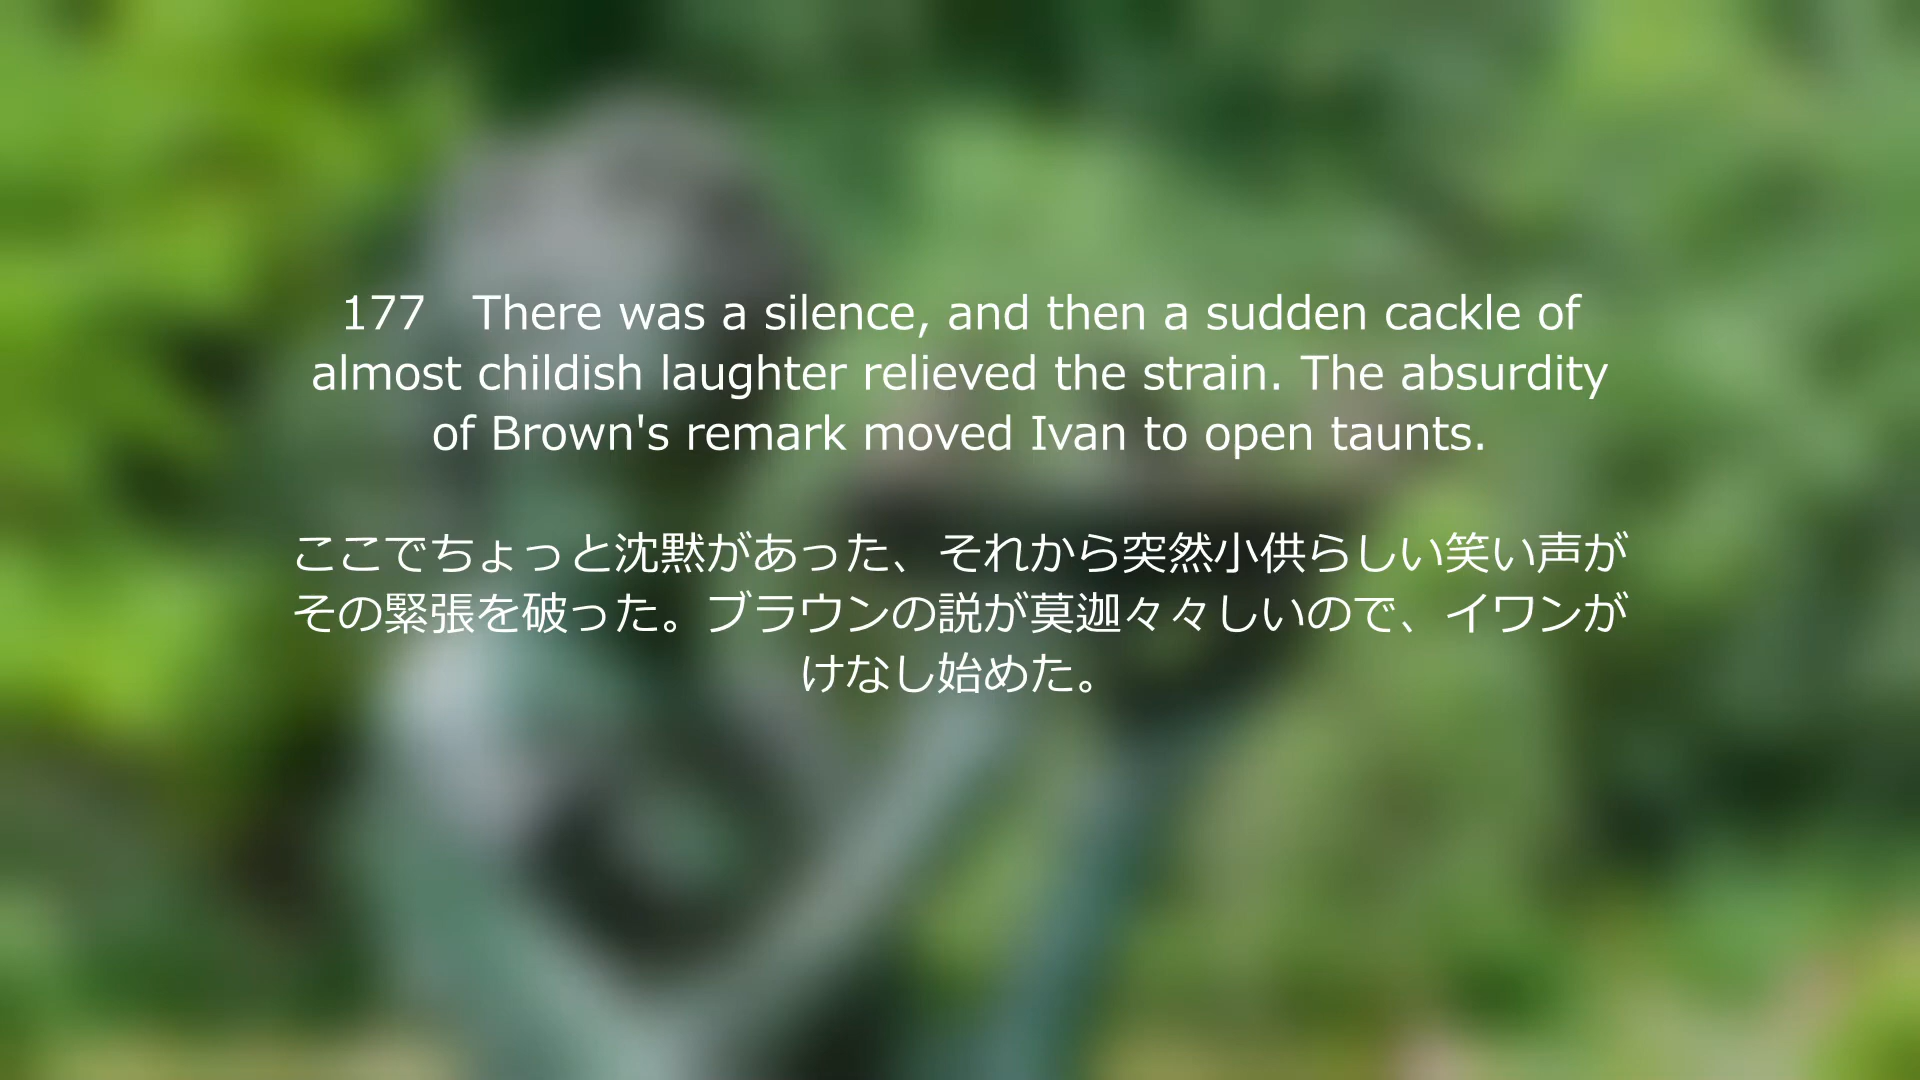 177　There was a silence, and then a sudden cackle of
almost childish laughter relieved the strain. The absurdity
of Brown's remark moved Ivan to open taunts.
ここでちょっと沈黙があった、それから突然小供らしい笑い声が
その緊張を破った。ブラウンの説が莫迦々々しいので、イワンが
けなし始めた。